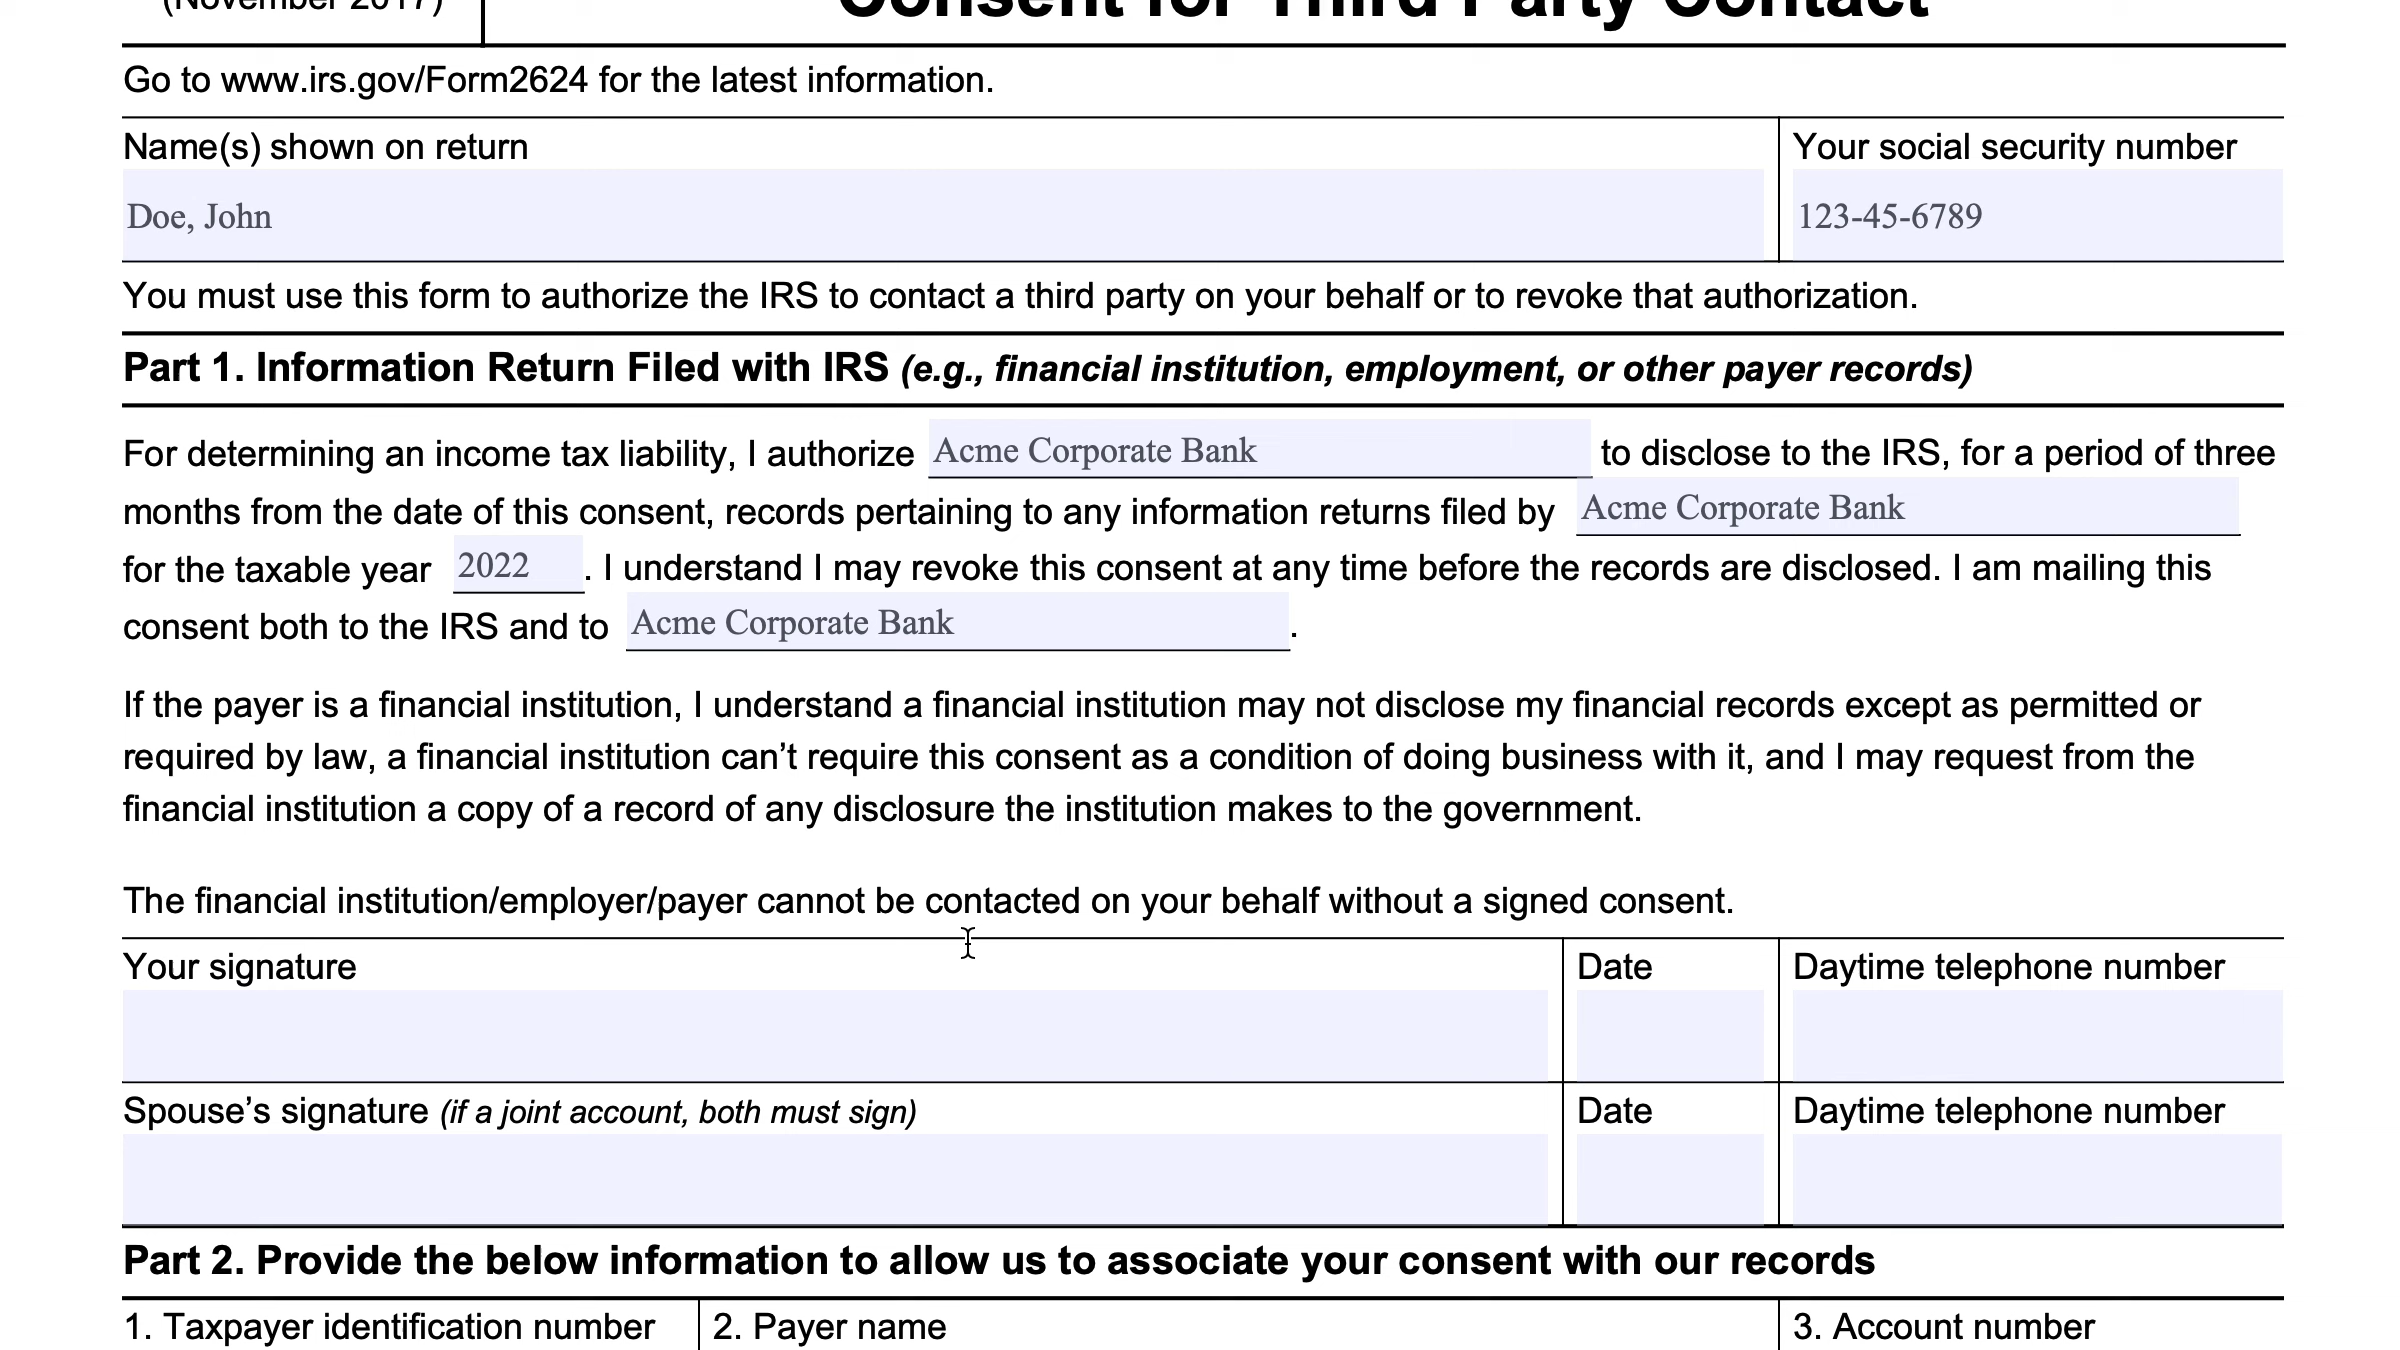 (November 2017)
Consent for Third Party Contact
Go to www.irs.gov/Form2624 for the latest information.
Name(s) shown on return
Your social security number
Doe, John
123-45-6789
You must use this form to authorize the IRS to contact a third party on your behalf or to revoke that authorization.
Part 1. Information Return Filed with IRS (e.g., financial institution, employment, or other payer records)
For determining an income tax liability, I authorize Acme Corporate Bank to disclose to the IRS, for a period of three
months from the date of this consent, records pertaining to any information returns filed by Acme Corporate Bank
for the taxable year 2022. I understand I may revoke this consent at any time before the records are disclosed. I am mailing this
consent both to the IRS and to Acme Corporate Bank.
If the payer is a financial institution, I understand a financial institution may not disclose my financial records except as permitted or
required by law, a financial institution can’t require this consent as a condition of doing business with it, and I may request from the
financial institution a copy of a record of any disclosure the institution makes to the government.
The financial institution/employer/payer cannot be contacted on your behalf without a signed consent.
Your signature
Date
Daytime telephone number
Spouse’s signature (if a joint account, both must sign)
Date
Daytime telephone number
Part 2. Provide the below information to allow us to associate your consent with our records
1. Taxpayer identification number
2. Payer name
3. Account number